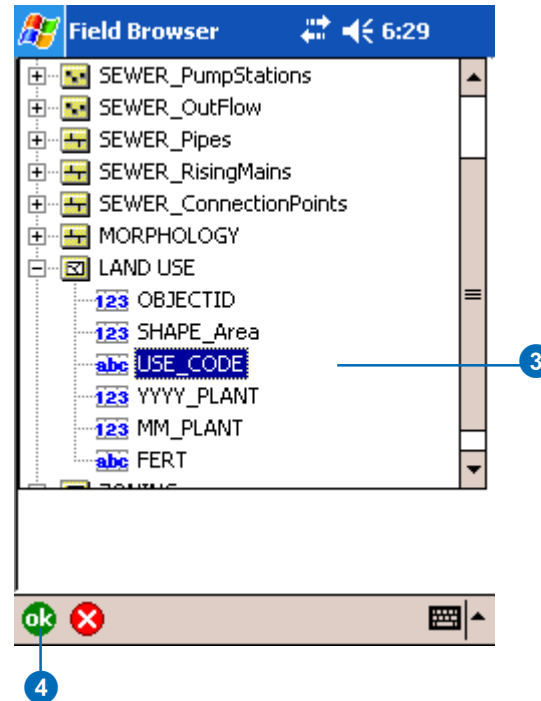 Field Browser 6:29
SEWER_PumpStations
SEWER_OutFlow
SEWER_Pipes
SEWER_RisingMains
SEWER_ConnectionPoints
MORPHOLOGY
LAND USE
123 OBJECTID
123 SHAPE_Area
abc USE_CODE
3
123 YYYY_PLANT
123 MM_PLANT
abc FERT
ok
4